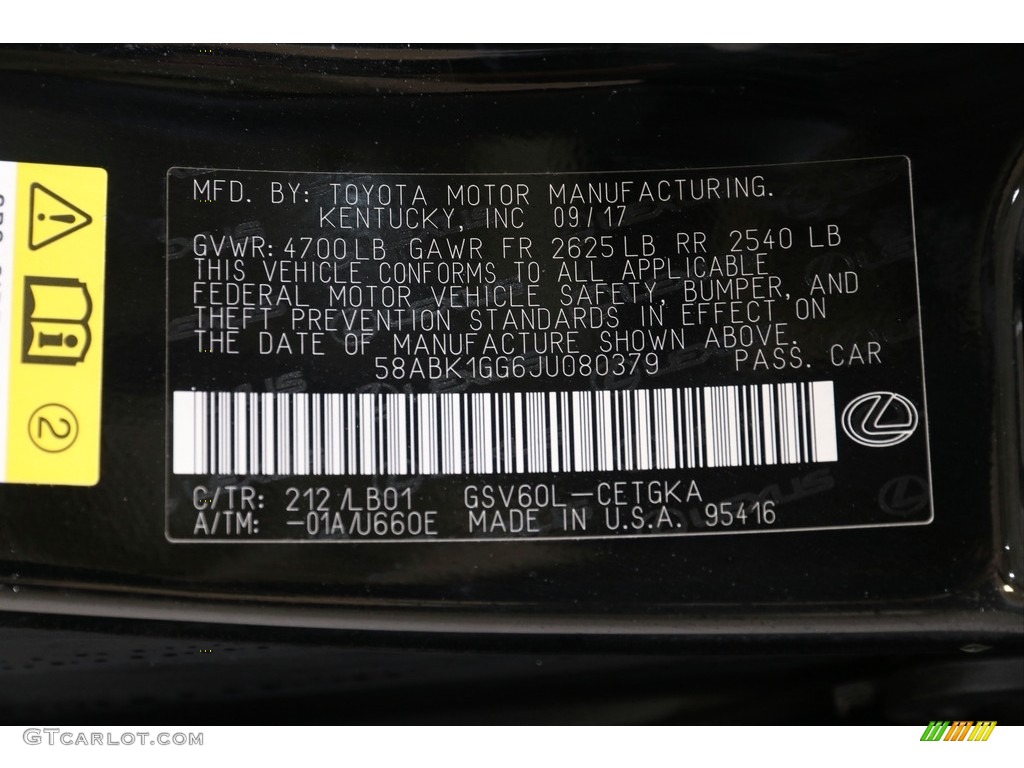 MFD. BY: TOYOTA MOTOR MANUFACTURING.
KENTUCKY, INC 09/17
GVWR: 4700 LB GAWR FR 2625 LB RR 2540 LB
THIS VEHICLE CONFORMS TO ALL APPLICABLE
FEDERAL MOTOR VEHICLE SAFETY, BUMPER, AND
THEFT PREVENTION STANDARDS IN EFFECT ON
THE DATE OF MANUFACTURE SHOWN ABOVE.
58ABK1GG6JU080379 PASS. CAR
C/TR: 212 /LB01 GSV60L-CETGKA
A/TM: -01A/U660E MADE IN U.S.A. 95416
2
GTCARLOT.COM